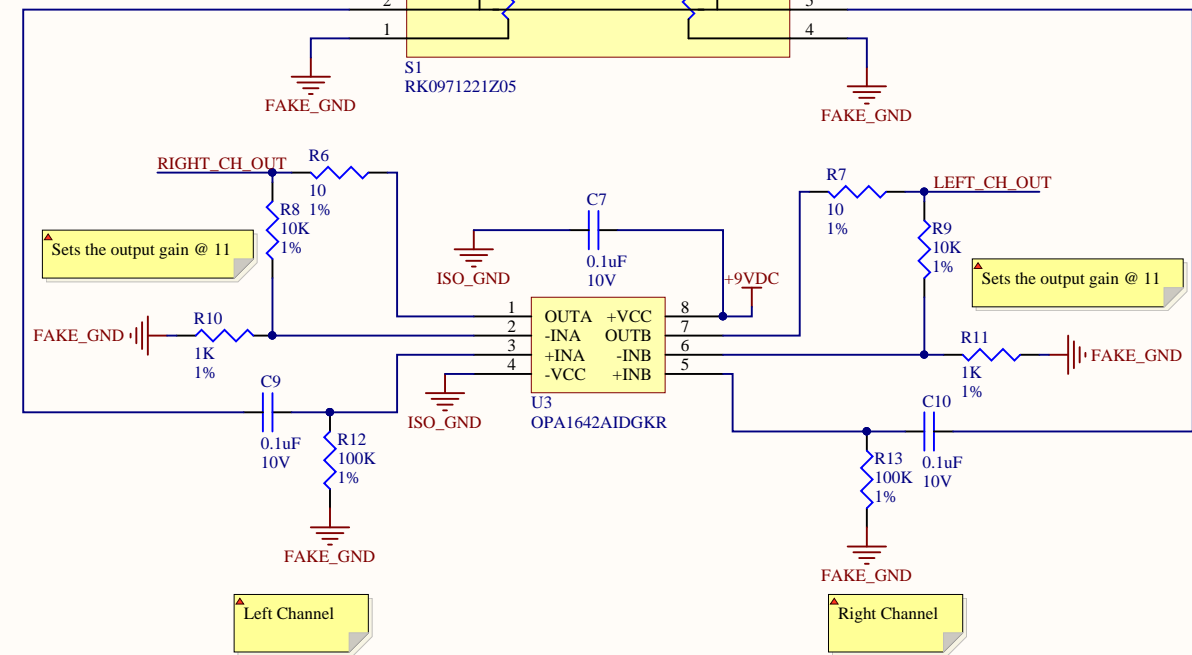 2
3
1
4
S1
RK0971221Z05
FAKE_GND
FAKE_GND
RIGHT_CH_OUT
R6
10
1%
R8
10K
1%
Sets the output gain @ 11
C7
0.1uF
10V
ISO_GND
+9VDC
R7
10
1%
LEFT_CH_OUT
R9
10K
1%
Sets the output gain @ 11
FAKE_GND
R10
1K
1%
1 OUTA +VCC 8
2 -INA OUTB 7
3 +INA -INB 6
4 -VCC +INB 5
U3
OPA1642AIDGKR
ISO_GND
R11
1K
1%
FAKE_GND
C9
0.1uF
10V
R12
100K
1%
FAKE_GND
C10
0.1uF
10V
R13
100K
1%
FAKE_GND
Left Channel
Right Channel